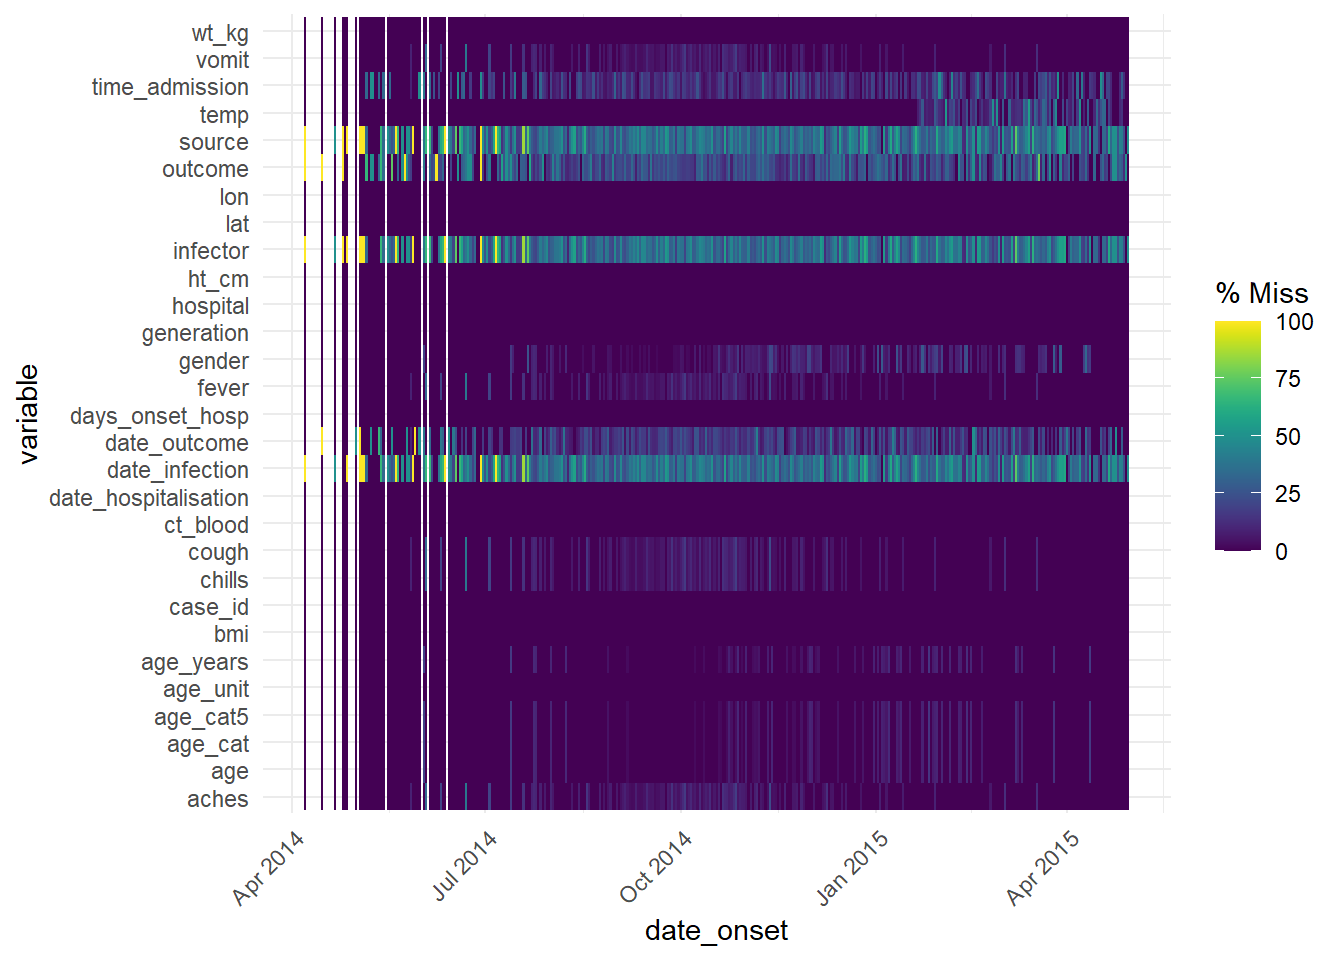 wt_kg
vomit
time_admission
temp
source
outcome
lon
lat
infector
ht_cm
hospital
generation
gender
fever
days_onset_hosp
date_outcome
date_infection
date_hospitalisation
ct_blood
cough
chills
case_id
bmi
age_years
age_unit
age_cat5
age_cat
age
aches
variable
Apr 2014
Jul 2014
Oct 2014
Jan 2015
Apr 2015
date_onset
% Miss
100
75
50
25
0